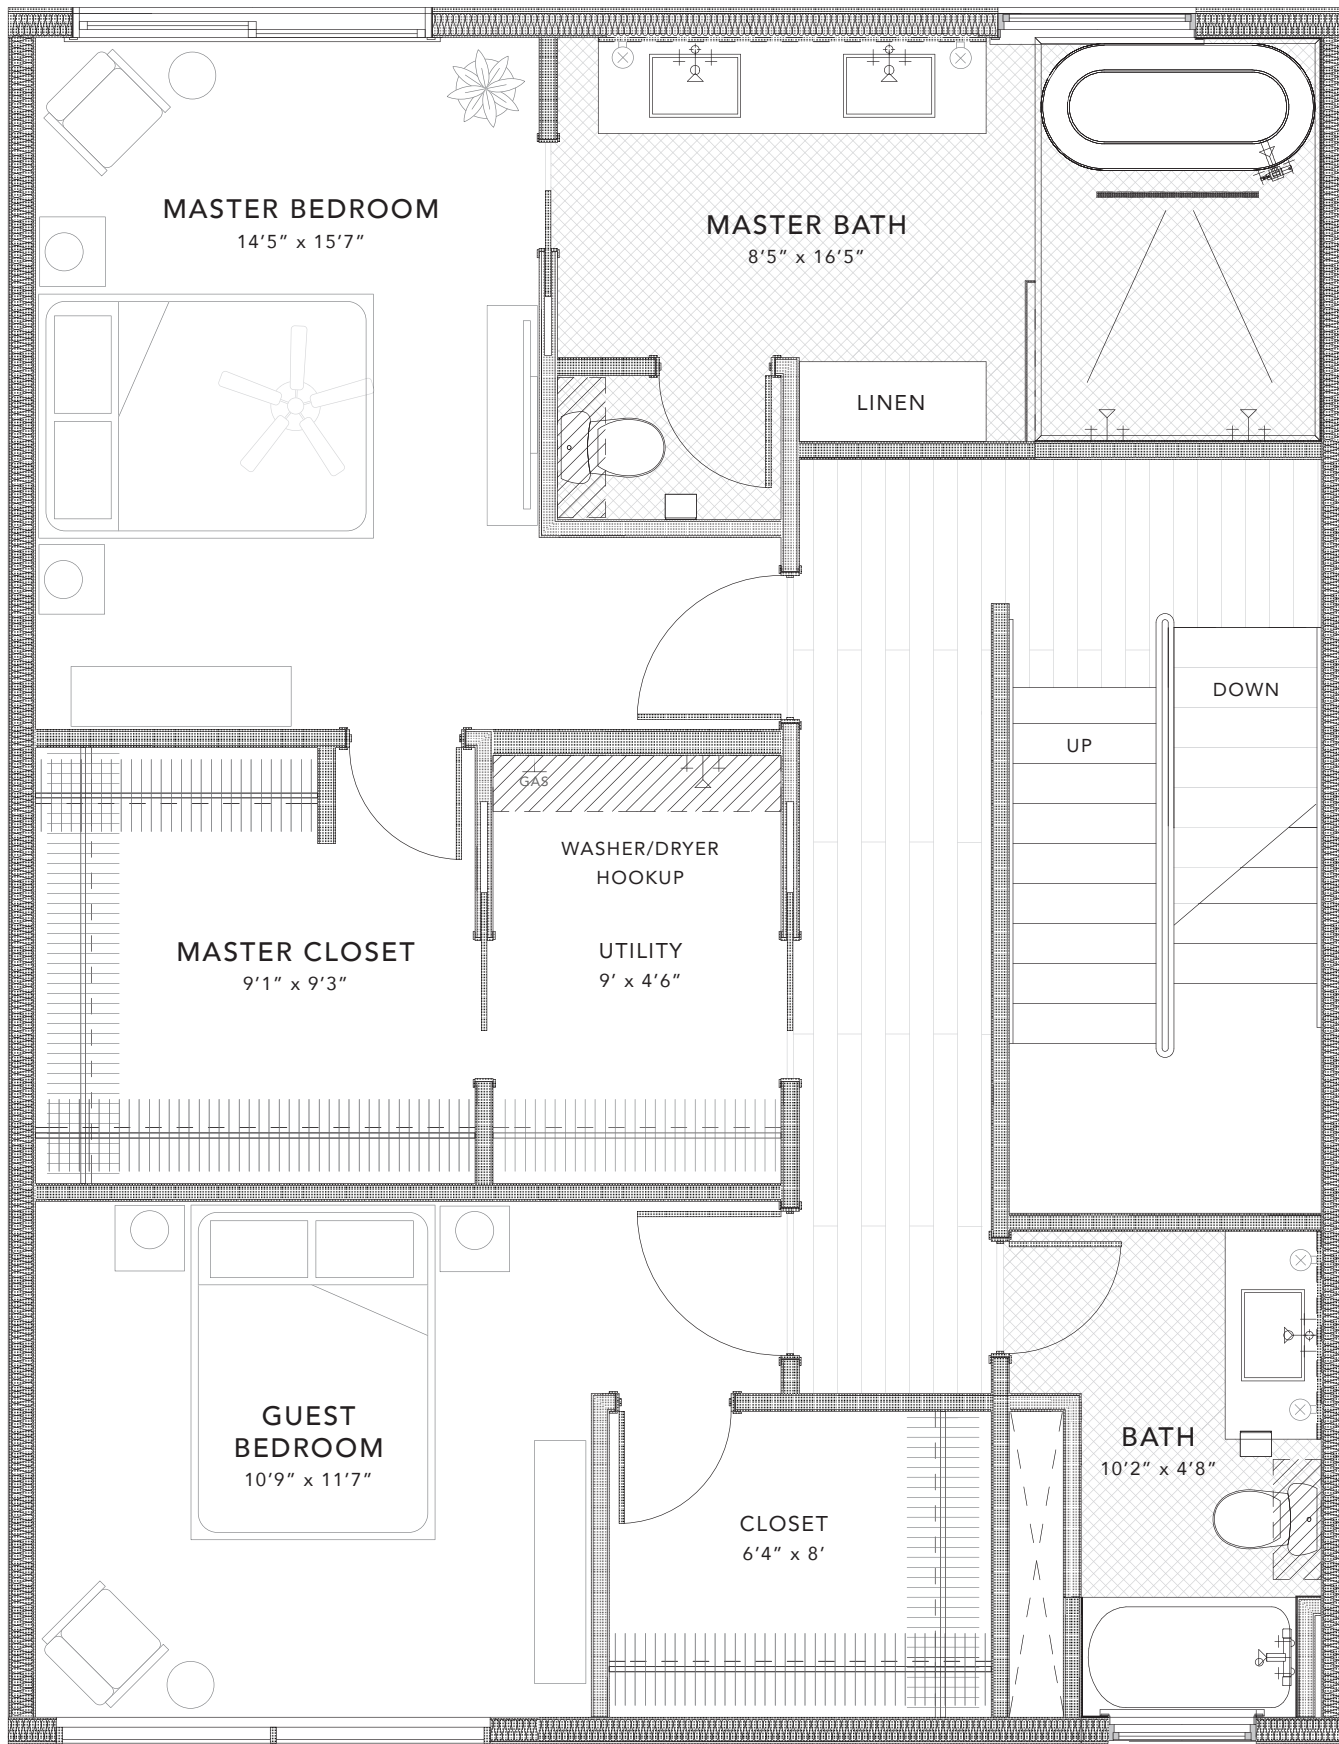 MASTER BEDROOM
14'5” x 15'7”
MASTER BATH
8'5” x 16'5”
LINEN
DOWN
UP
GAS
WASHER/DRYER
HOOKUP
MASTER CLOSET
9'1” x 9'3”
UTILITY
9' x 4'6”
GUEST
BEDROOM
10'9” x 11'7”
BATH
10'2” x 4'8”
CLOSET
6'4” x 8'